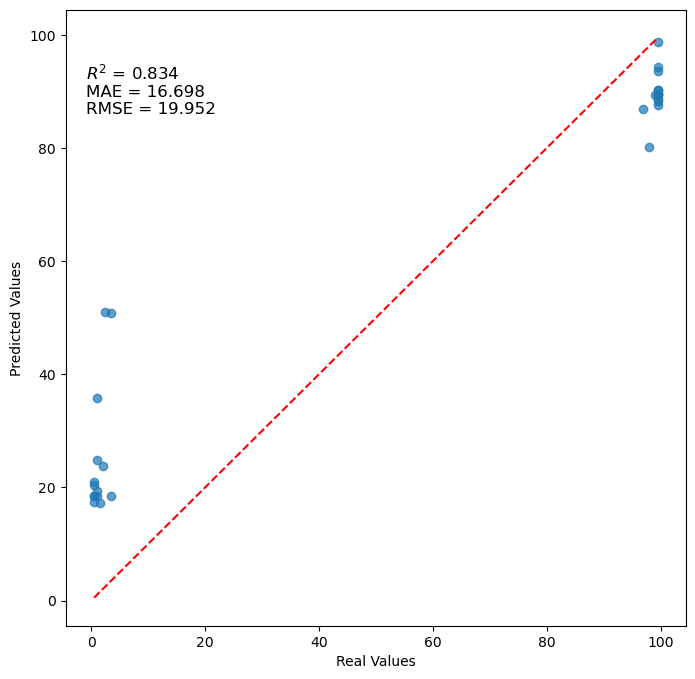 100
80
60
40
20
0
Predicted Values
R² = 0.834
MAE = 16.698
RMSE = 19.952
0 20 40 60 80 100
Real Values